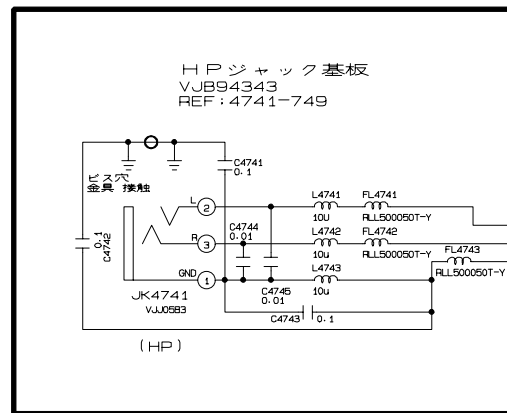 HPジャック基板
VJB94343
REF:4741-749
C4741
0.1
ビス穴
金具 接触
L
2
L4741
10U
FL4741
RLL500050T-Y
0.1
C4742
R
3
C4744
0.01
L4742
10u
FL4742
RLL500050T-Y
FL4743
RLL500050T-Y
GND
1
L4743
10u
JK4741
VJJ0583
C4745
0.01
C4743
0.1
(HP)